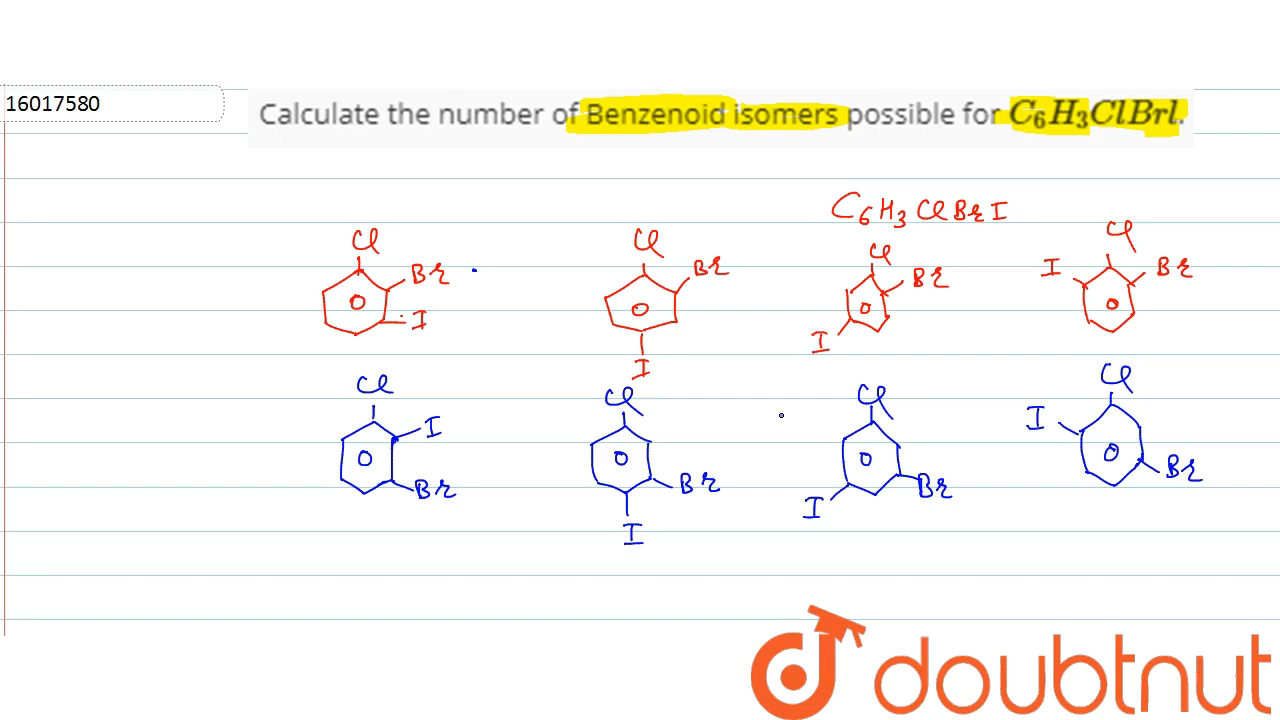 16017580
Calculate the number of Benzenoid isomers possible for C₆H₃ClBrl.
C₆H₃ClBrI
Cl
Br
I
Cl
Br
I
Cl
Br
I
Cl
I
Br
Cl
I
Br
Cl
Br
I
Cl
I
Br
Cl
I
Br
doubtnut